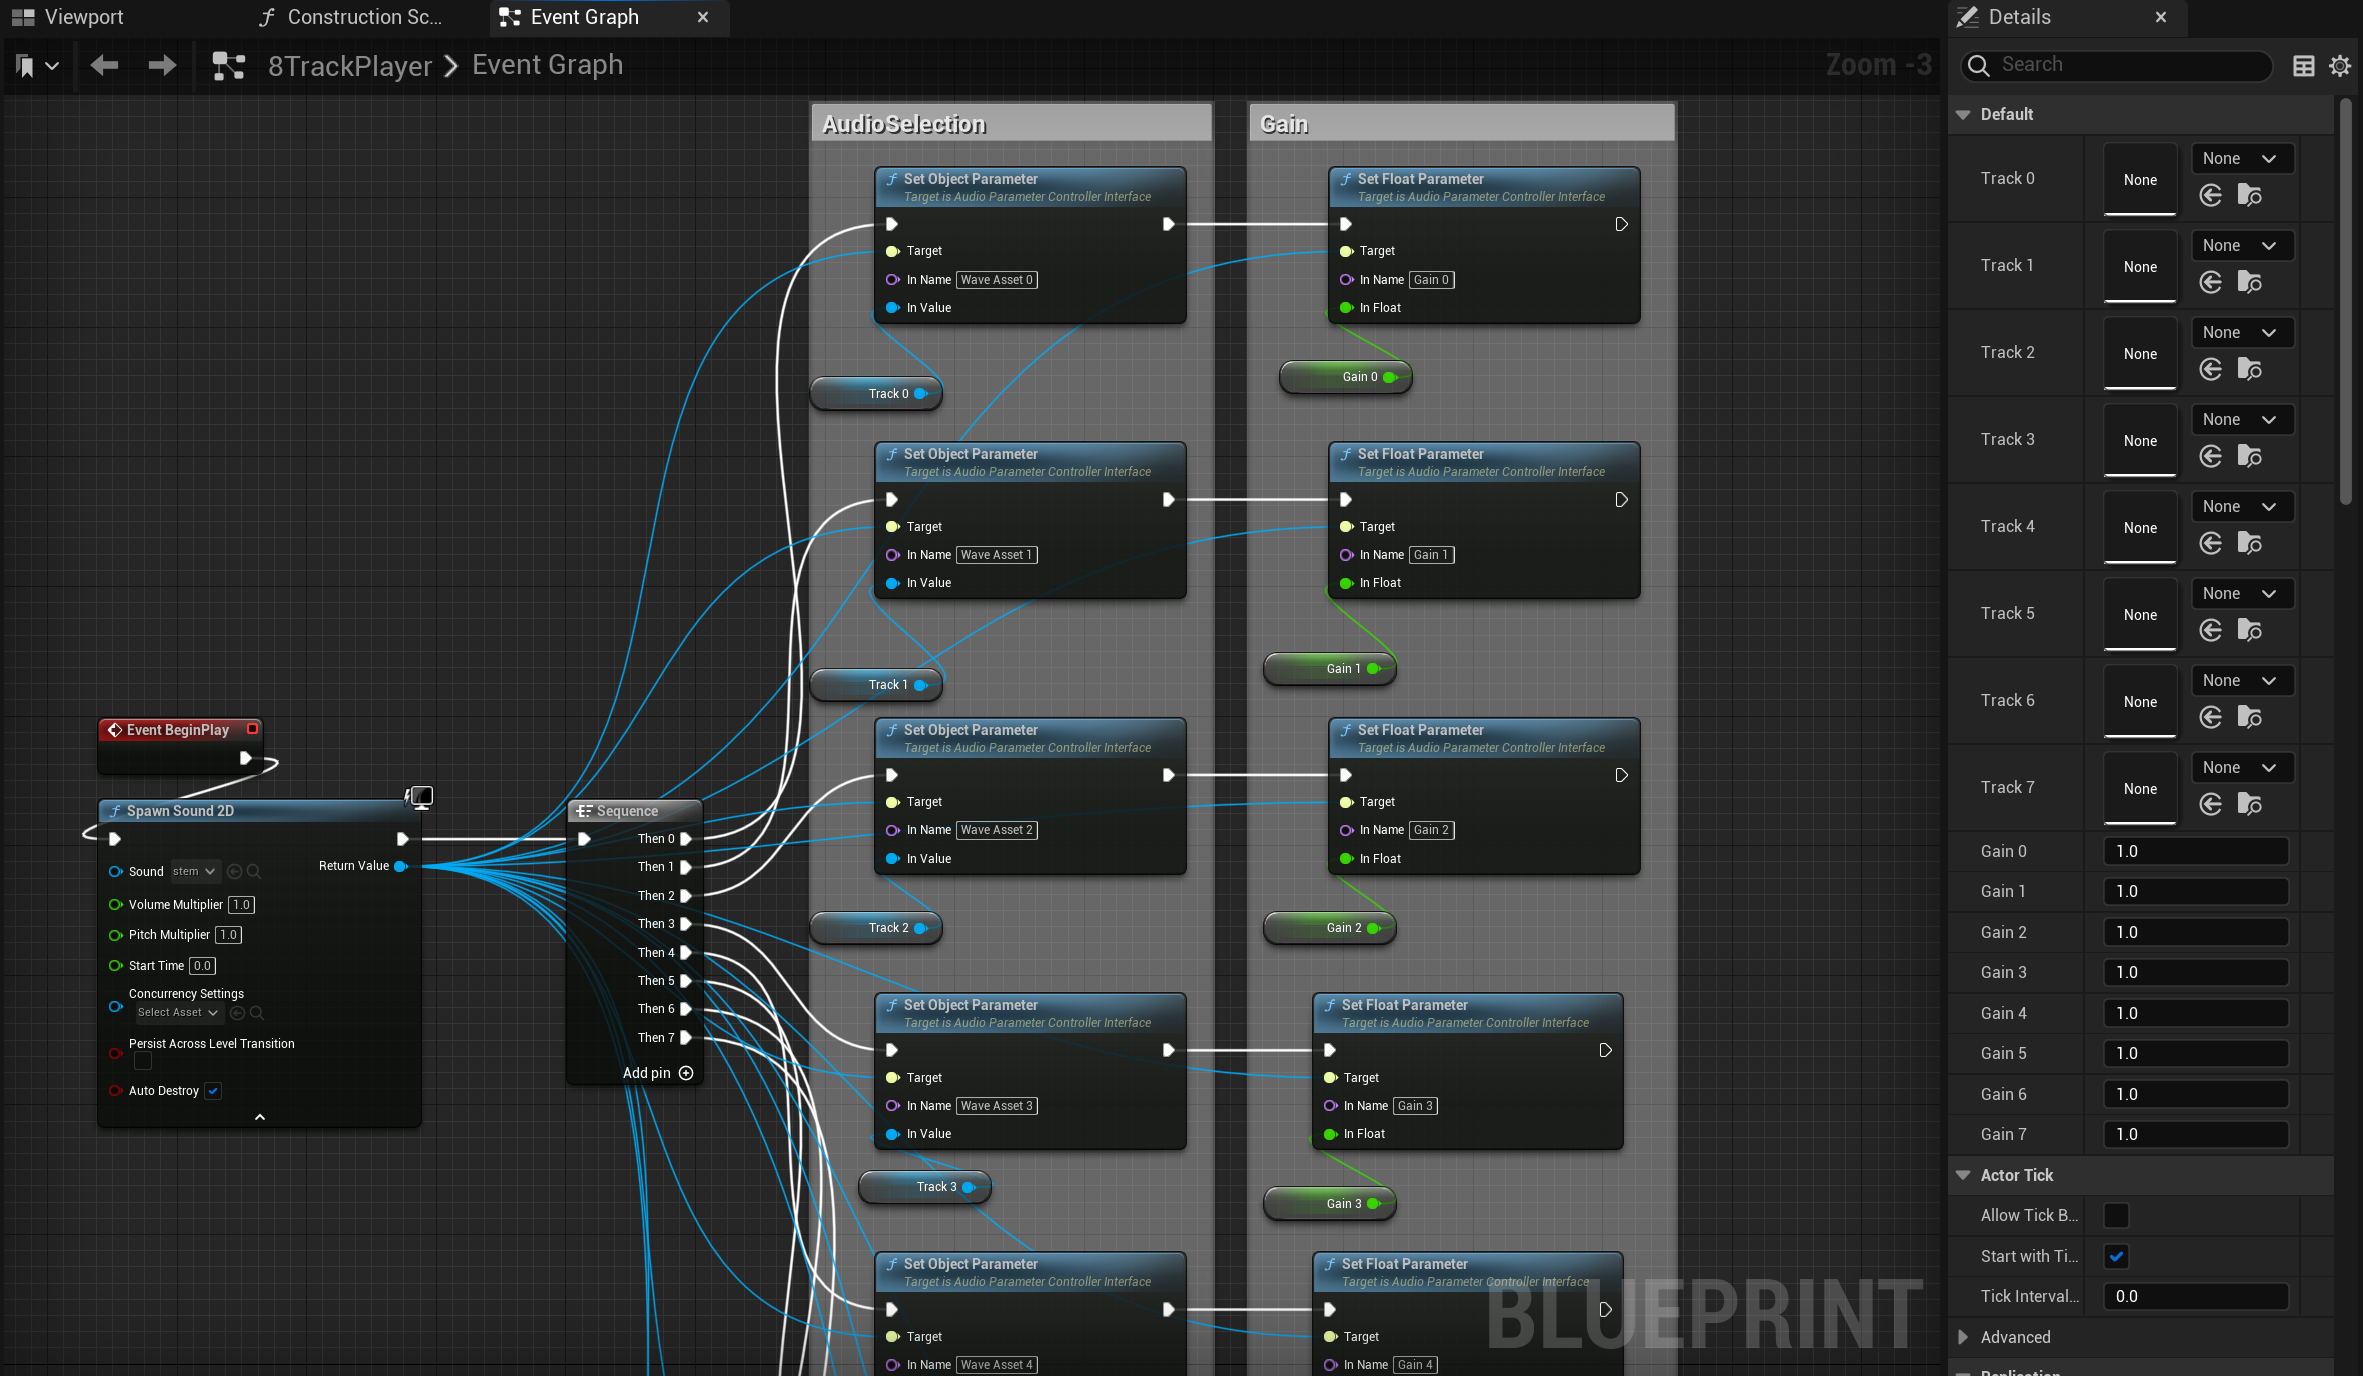 Viewport
Construction Sc...
Event Graph
8TrackPlayer
Event Graph
Zoom -3
AudioSelection
Gain
Set Object Parameter
Target is Audio Parameter Controller Interface
Target
In Name Wave Asset 0
In Value
Set Float Parameter
Target is Audio Parameter Controller Interface
Target
In Name Gain 0
In Float
Track 0
Gain 0
Set Object Parameter
Target is Audio Parameter Controller Interface
Target
In Name Wave Asset 1
In Value
Set Float Parameter
Target is Audio Parameter Controller Interface
Target
In Name Gain 1
In Float
Track 1
Gain 1
Event BeginPlay
Spawn Sound 2D
Return Value
Sound stem
Volume Multiplier 1.0
Pitch Multiplier 1.0
Start Time 0.0
Concurrency Settings
Select Asset
Persist Across Level Transition
Auto Destroy
Sequence
Then 0
Then 1
Then 2
Then 3
Then 4
Then 5
Then 6
Then 7
Add pin
Set Object Parameter
Target is Audio Parameter Controller Interface
Target
In Name Wave Asset 2
In Value
Set Float Parameter
Target is Audio Parameter Controller Interface
Target
In Name Gain 2
In Float
Track 2
Gain 2
Set Object Parameter
Target is Audio Parameter Controller Interface
Target
In Name Wave Asset 3
In Value
Set Float Parameter
Target is Audio Parameter Controller Interface
Target
In Name Gain 3
In Float
Track 3
Gain 3
Set Object Parameter
Target is Audio Parameter Controller Interface
Target
In Name Wave Asset 4
Set Float Parameter
Target is Audio Parameter Controller Interface
Target
In Name Gain 4
BLUEPRINT
Details
Search
Default
Track 0 None None
Track 1 None None
Track 2 None None
Track 3 None None
Track 4 None None
Track 5 None None
Track 6 None None
Track 7 None None
Gain 0 1.0
Gain 1 1.0
Gain 2 1.0
Gain 3 1.0
Gain 4 1.0
Gain 5 1.0
Gain 6 1.0
Gain 7 1.0
Actor Tick
Allow Tick B...
Start with Ti...
Tick Interval... 0.0
Advanced
Replication